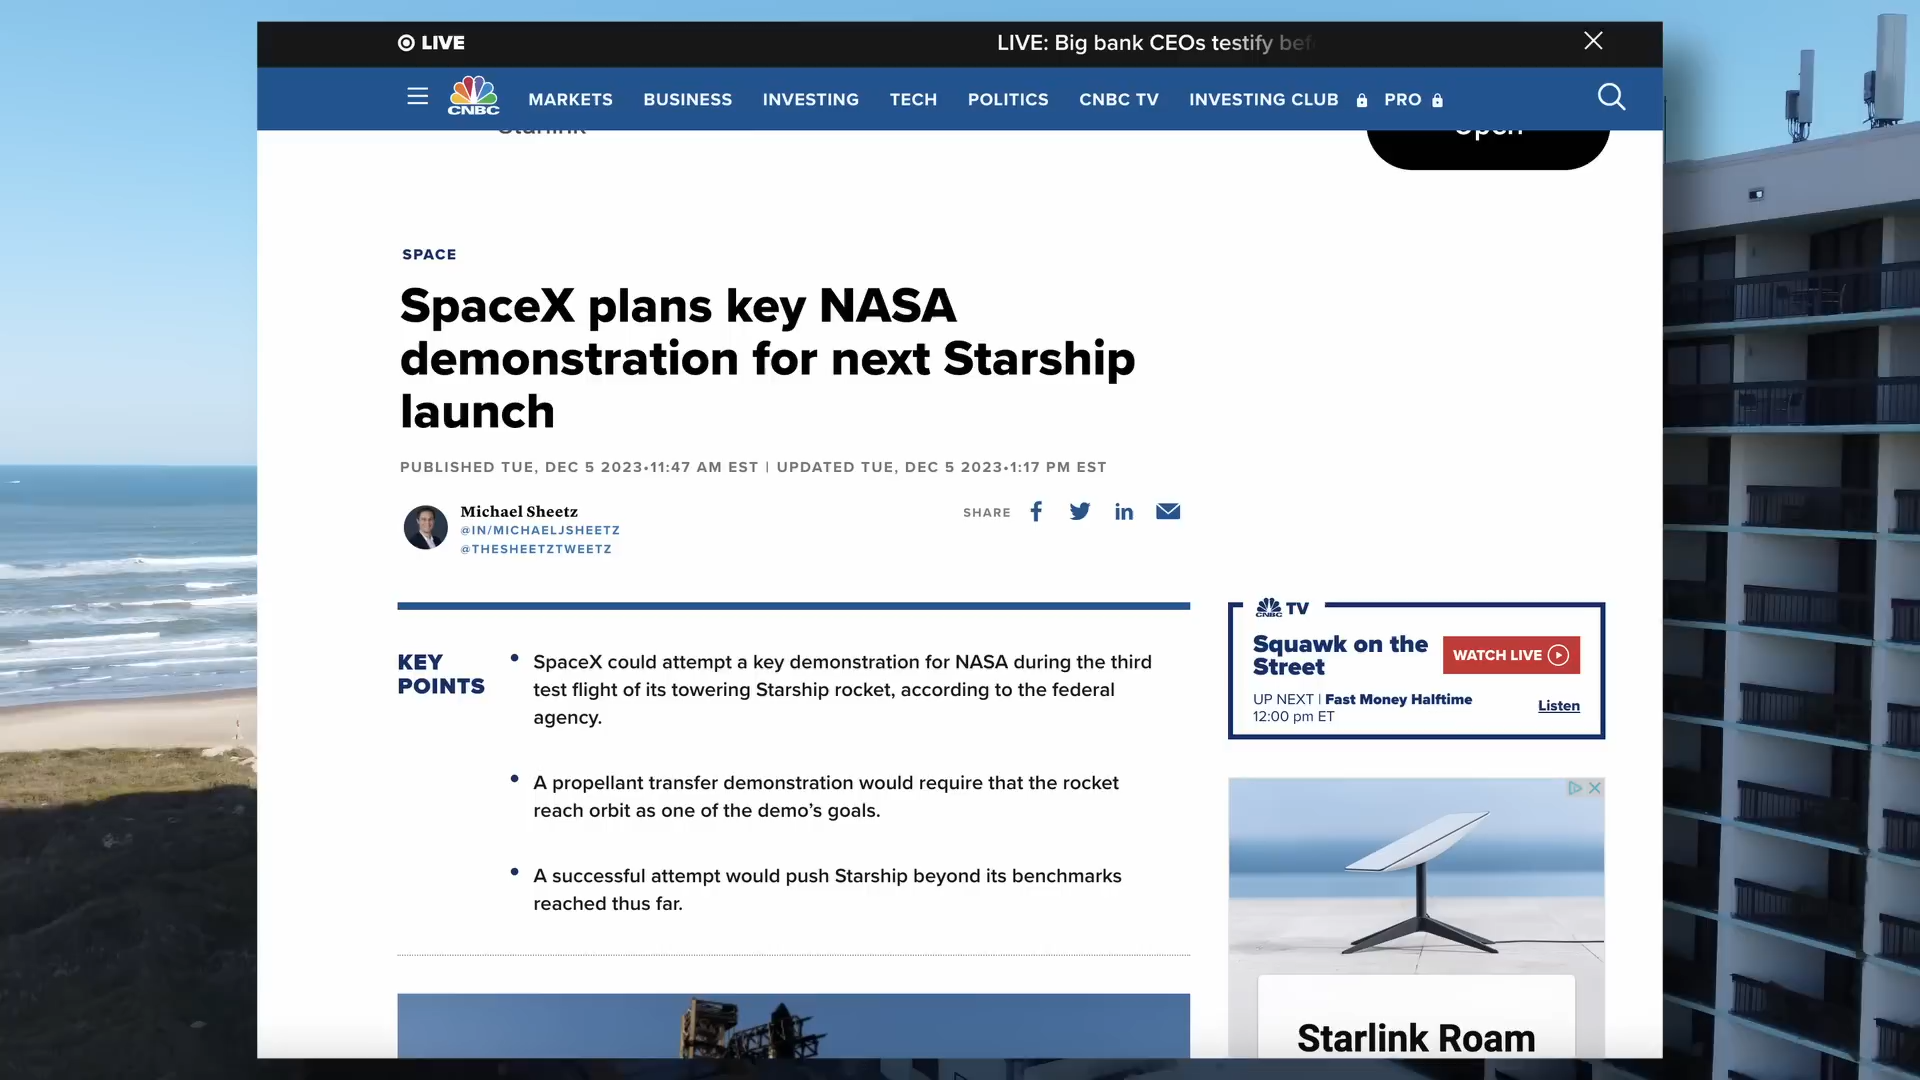 LIVE
LIVE: Big bank CEOs testify bef
CNBC
MARKETS BUSINESS INVESTING TECH POLITICS CNBC TV INVESTING CLUB PRO
Starlink
Open
SPACE
SpaceX plans key NASA
demonstration for next Starship
launch
PUBLISHED TUE, DEC 5 2023•11:47 AM EST | UPDATED TUE, DEC 5 2023•1:17 PM EST
Michael Sheetz
@IN/MICHAELJSHEETZ
@THESHEETZTWEETZ
SHARE
KEY
POINTS
• SpaceX could attempt a key demonstration for NASA during the third
test flight of its towering Starship rocket, according to the federal
agency.
• A propellant transfer demonstration would require that the rocket
reach orbit as one of the demo’s goals.
• A successful attempt would push Starship beyond its benchmarks
reached thus far.
CNBC TV
Squawk on the
Street
WATCH LIVE
UP NEXT | Fast Money Halftime
12:00 pm ET
Listen
Starlink Roam